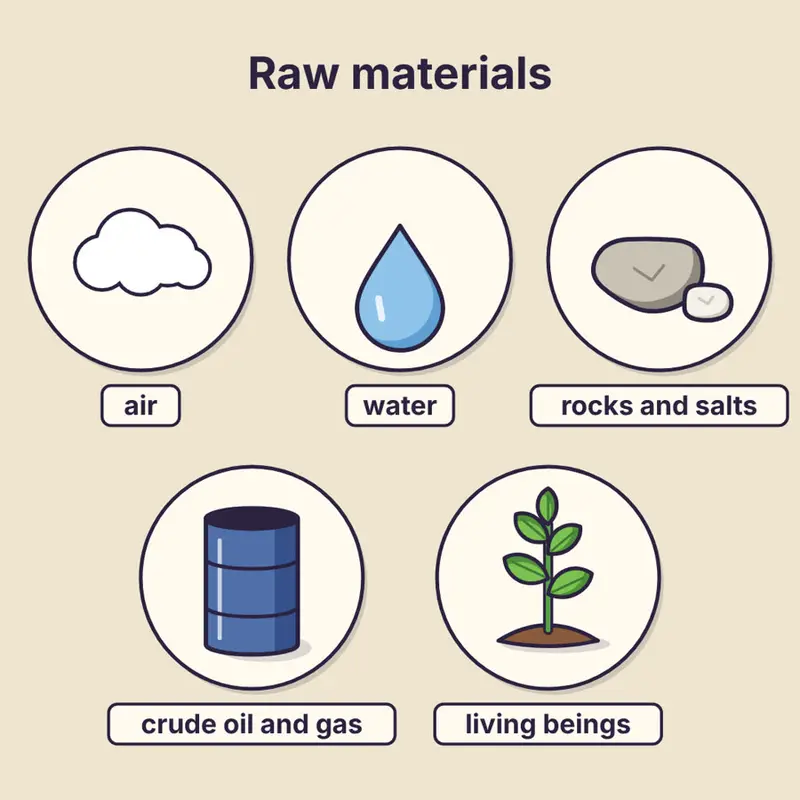 Raw materials
air
water
rocks and salts
crude oil and gas
living beings